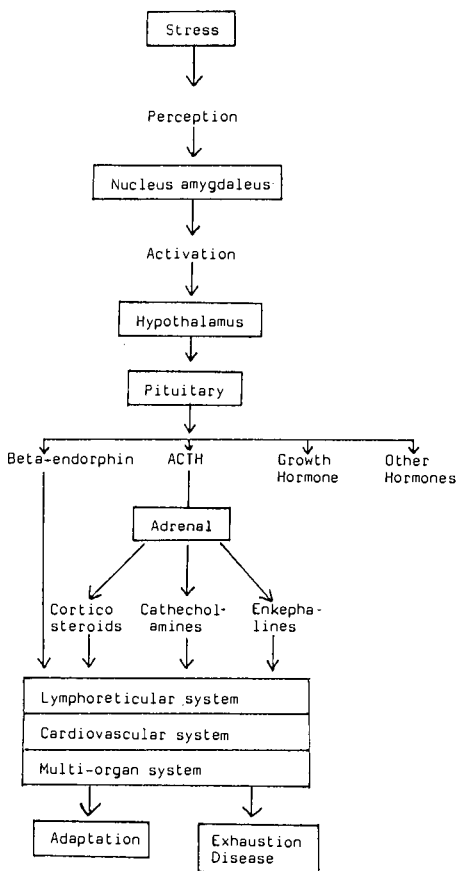 Stress
Perception
Nucleus amygdaleus
Activation
Hypothalamus
Pituitary
Beta-endorphin ACTH Growth Other
Hormone Hormones
Adrenal
Cortico Cathechol- Enkepha-
steroids amines lines
Lymphoreticular system
Cardiovascular system
Multi-organ system
Adaptation Exhaustion
Disease